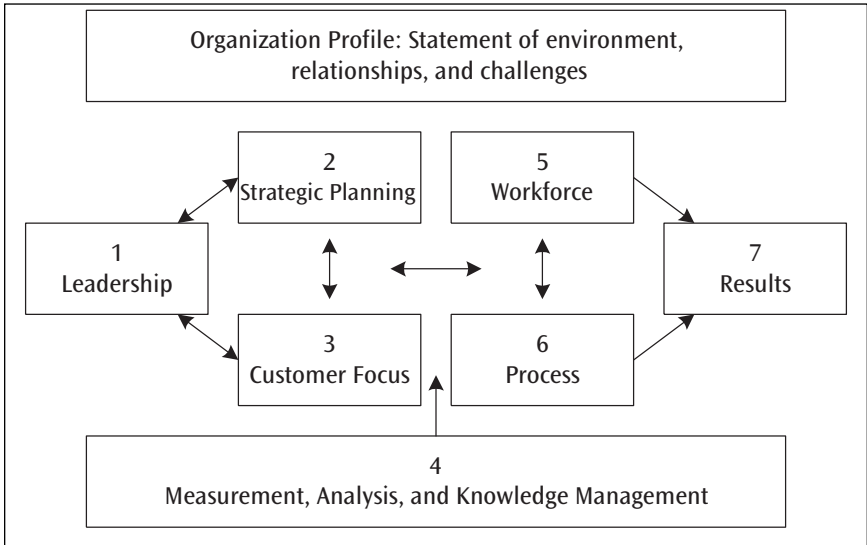 Organization Profile: Statement of environment,
relationships, and challenges
2
Strategic Planning
5
Workforce
1
Leadership
7
Results
3
Customer Focus
6
Process
4
Measurement, Analysis, and Knowledge Management